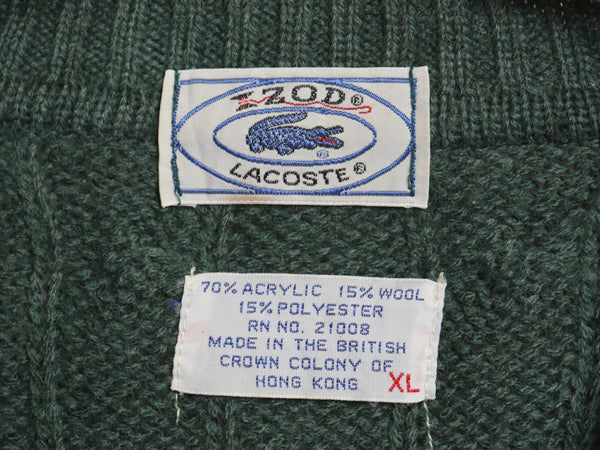 IZOD®
®
LACOSTE®
70% ACRYLIC 15% WOOL
15% POLYESTER
RN NO. 21008
MADE IN THE BRITISH
CROWN COLONY OF
HONG KONG XL